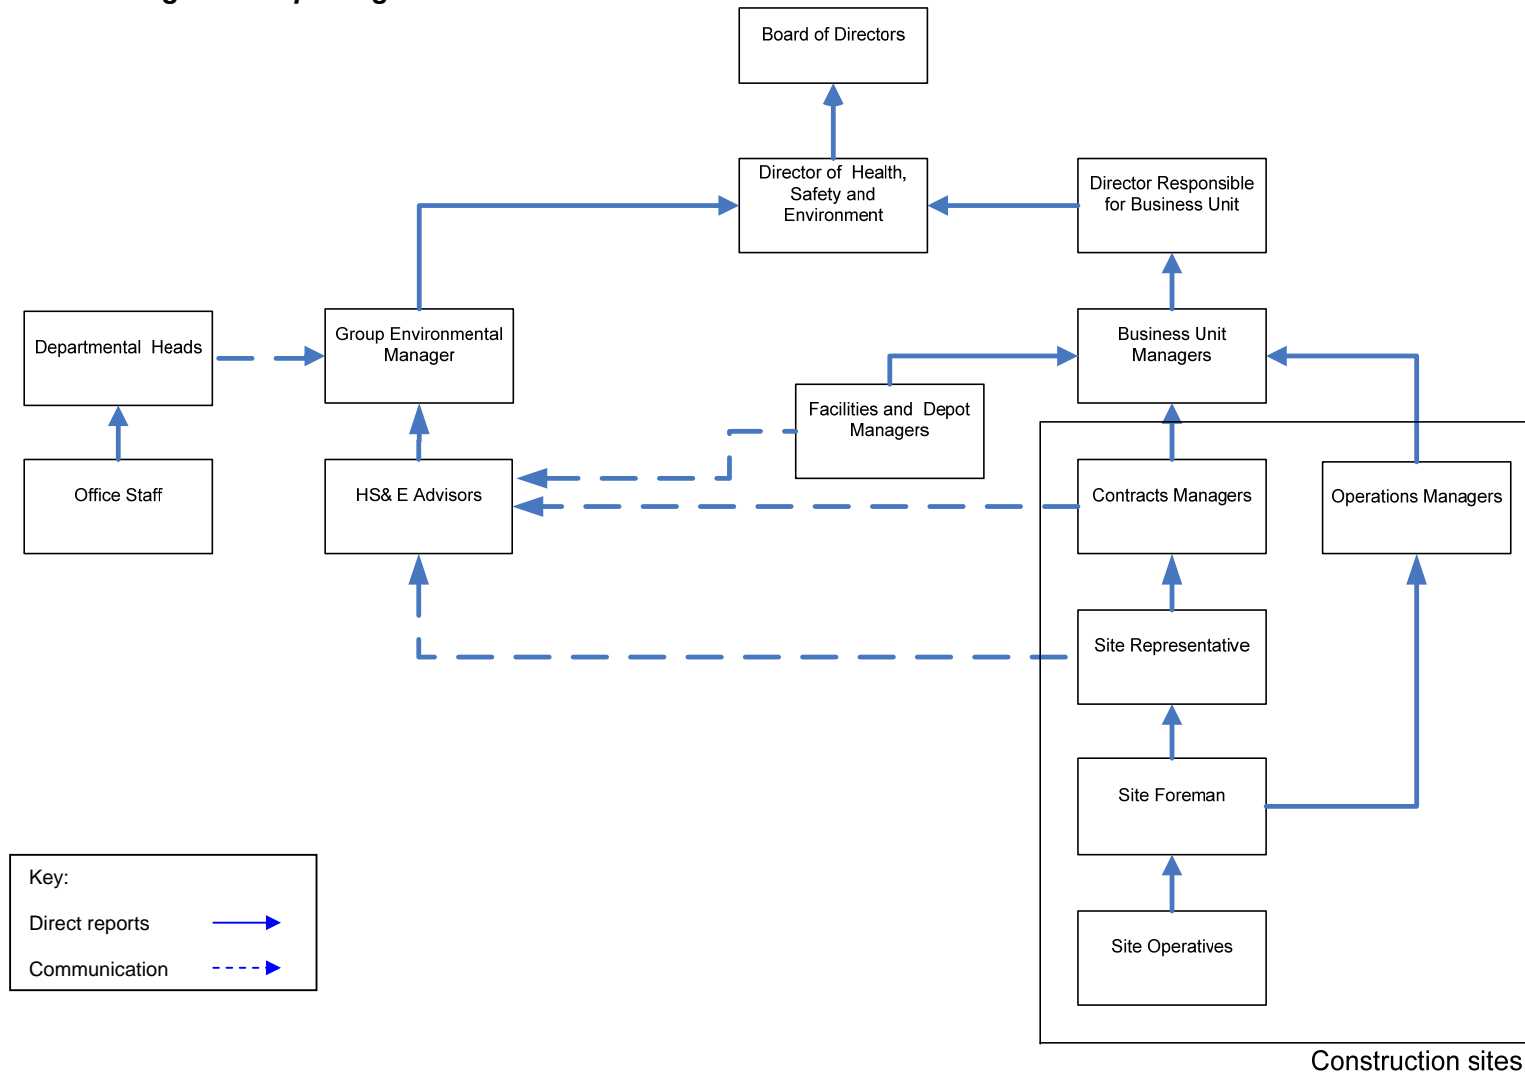 Board of Directors
Director of Health,
Safety and
Environment
Director Responsible
for Business Unit
Departmental Heads
Group Environmental
Manager
Business Unit
Managers
Facilities and Depot
Managers
Office Staff
HS& E Advisors
Contracts Managers
Operations Managers
Site Representative
Site Foreman
Site Operatives
Key:
Direct reports
Communication
Construction sites